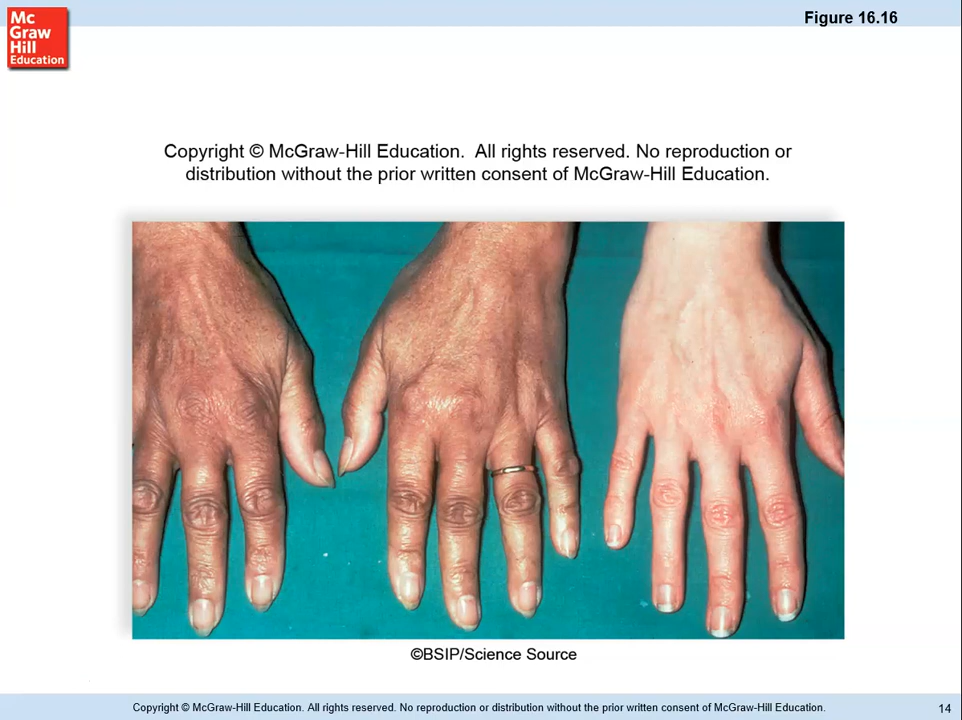 Mc
Graw
Hill
Education
Figure 16.16
Copyright © McGraw-Hill Education.  All rights reserved. No reproduction or
distribution without the prior written consent of McGraw-Hill Education.
©BSIP/Science Source
Copyright © McGraw-Hill Education. All rights reserved. No reproduction or distribution without the prior written consent of McGraw-Hill Education.
14